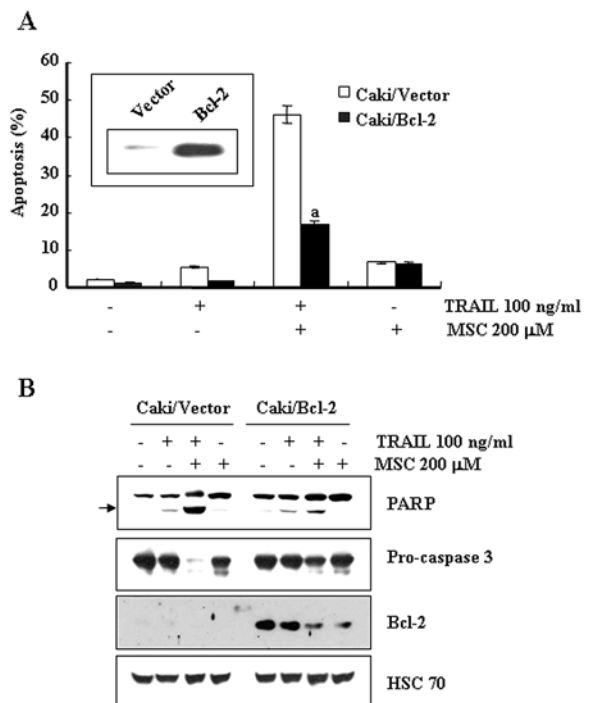 A
60
50
40
30
20
10
0
Apoptosis (%)
Vector
Bcl-2
Caki/Vector
Caki/Bcl-2
a
- + + - TRAIL 100 ng/ml
- - + + MSC 200 µM
B
Caki/Vector Caki/Bcl-2
- + + - - + + - TRAIL 100 ng/ml
- - + + - - + + MSC 200 µM
PARP
Pro-caspase 3
Bcl-2
HSC 70